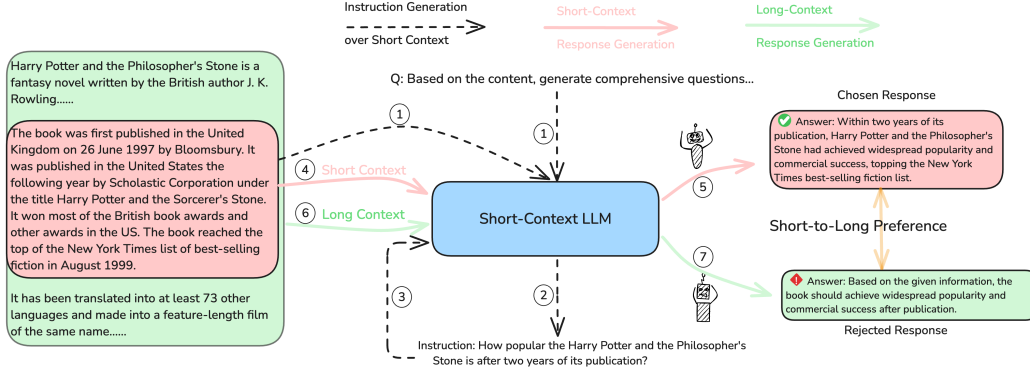 Instruction Generation
over Short Context
Short-Context
Response Generation
Long-Context
Response Generation
Harry Potter and the Philosopher's Stone is a
fantasy novel written by the British author J. K.
Rowling......
The book was first published in the United
Kingdom on 26 June 1997 by Bloomsbury. It
was published in the United States the
following year by Scholastic Corporation under
the title Harry Potter and the Sorcerer's Stone.
It won most of the British book awards and
other awards in the US. The book reached the
top of the New York Times list of best-selling
fiction in August 1999.
It has been translated into at least 73 other
languages and made into a feature-length film
of the same name......
Q: Based on the content, generate comprehensive questions...
1
1
4 Short Context
6 Long Context
3
Short-Context LLM
2
Instruction: How popular the Harry Potter and the Philosopher's
Stone is after two years of its publication?
5
7
Chosen Response
Answer: Within two years of its
publication, Harry Potter and the Philosopher's
Stone had achieved widespread popularity and
commercial success, topping the New York
Times best-selling fiction list.
Short-to-Long Preference
! Answer: Based on the given information, the
book should achieve widespread popularity and
commercial success after publication.
Rejected Response